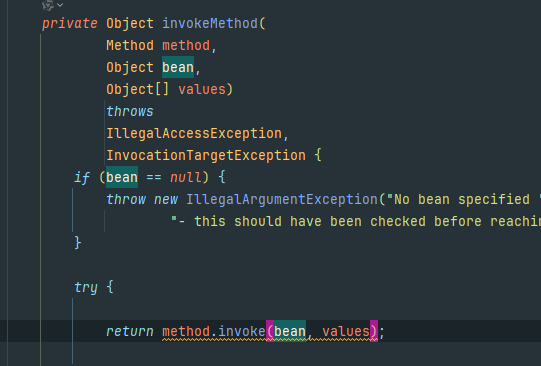 private Object invokeMethod(
Method method,
Object bean,
Object[] values)
throws
IllegalAccessException,
InvocationTargetException {
if (bean == null) {
throw new IllegalArgumentException("No bean specified "
"- this should have been checked before reachin
}
try {
return method.invoke(bean, values);